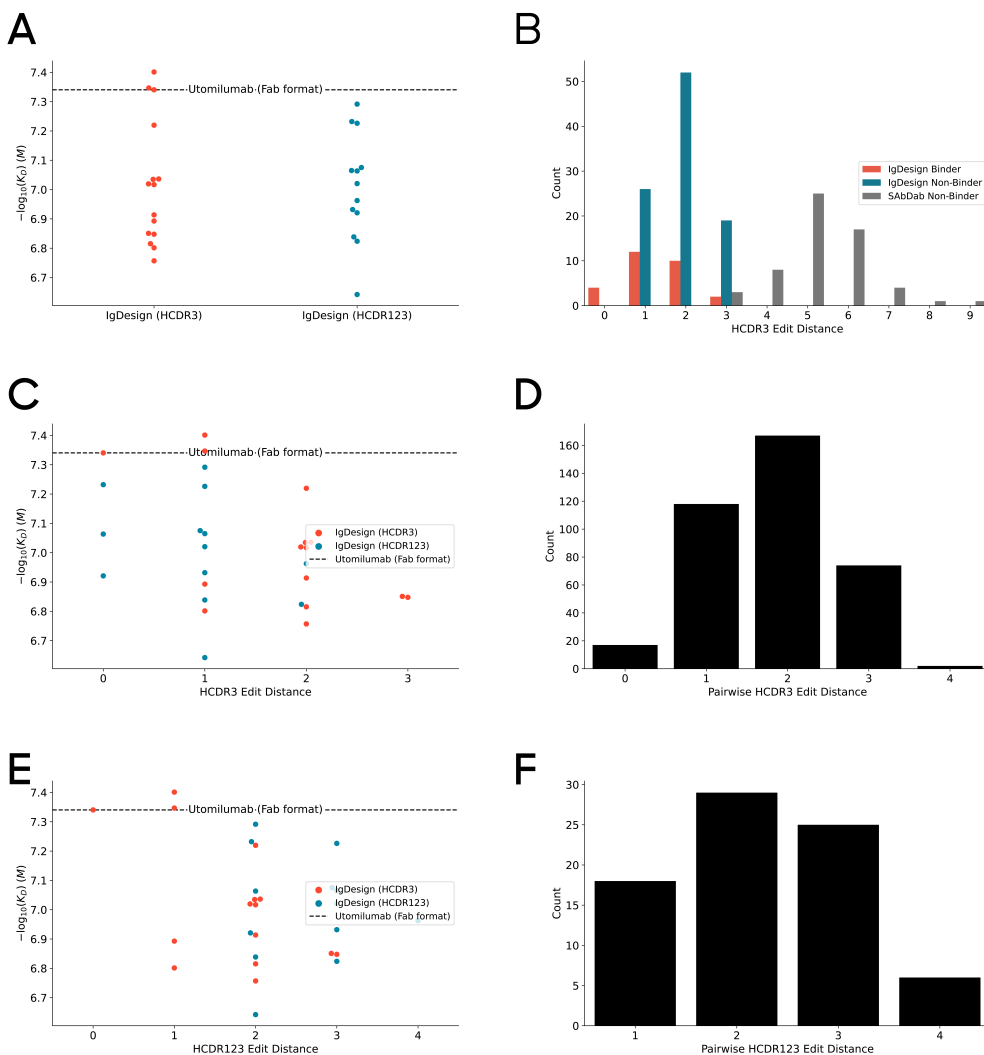 A
7.4
7.3
7.2
7.1
7.0
6.9
6.8
6.7
−log10(KD) (M)
Utomilumab (Fab format)
IgDesign (HCDR3)
IgDesign (HCDR123)
B
50
40
30
20
10
0
Count
IgDesign Binder
IgDesign Non-Binder
SAbDab Non-Binder
0 1 2 3 4 5 6 7 8 9
HCDR3 Edit Distance
C
7.4
7.3
7.2
7.1
7.0
6.9
6.8
6.7
−log10(KD) (M)
Utomilumab (Fab format)
IgDesign (HCDR3)
IgDesign (HCDR123)
Utomilumab (Fab format)
0 1 2 3
HCDR3 Edit Distance
D
160
140
120
100
80
60
40
20
0
Count
0 1 2 3 4
Pairwise HCDR3 Edit Distance
E
7.4
7.3
7.2
7.1
7.0
6.9
6.8
6.7
−log10(KD) (M)
Utomilumab (Fab format)
IgDesign (HCDR3)
IgDesign (HCDR123)
Utomilumab (Fab format)
0 1 2 3 4
HCDR123 Edit Distance
F
30
25
20
15
10
5
0
Count
1 2 3 4
Pairwise HCDR123 Edit Distance